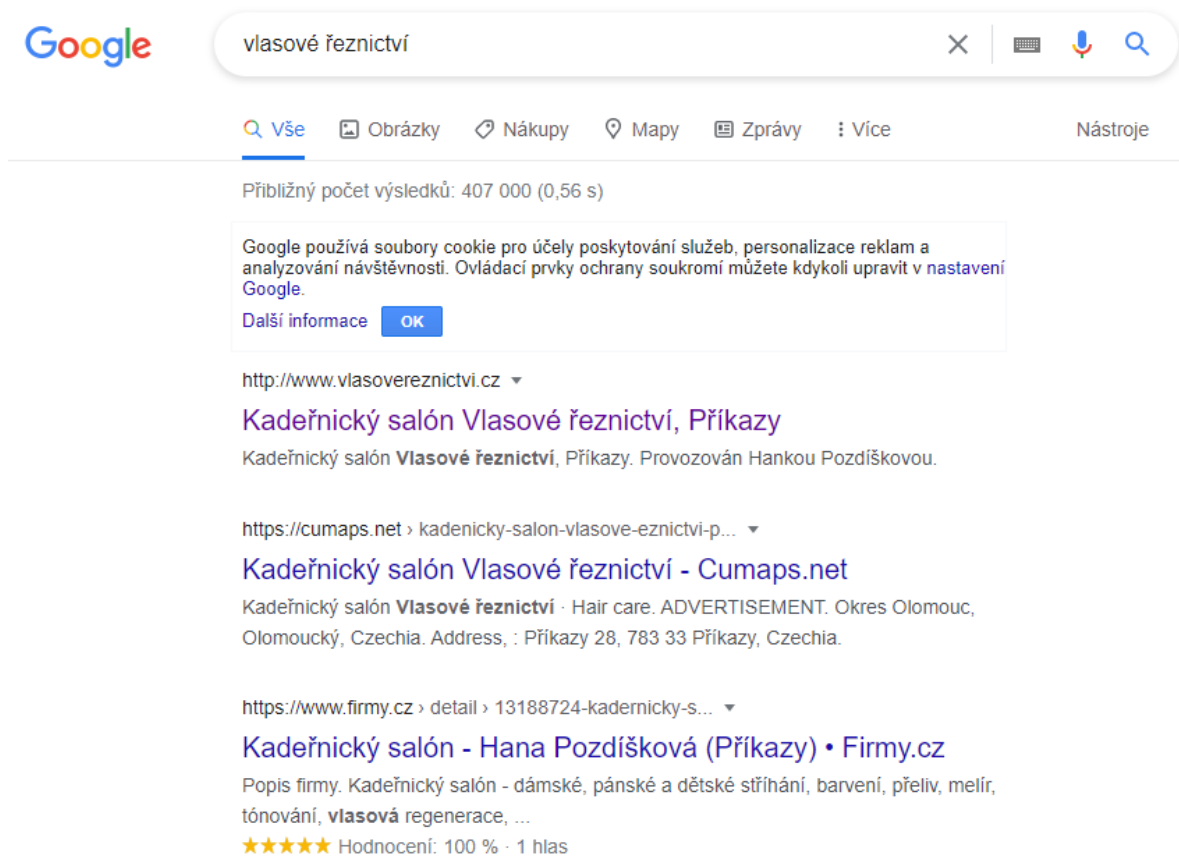 Google
vlasové řeznictví
Vše Obrázky Nákupy Mapy Zprávy Více Nástroje
Přibližný počet výsledků: 407 000 (0,56 s)
Google používá soubory cookie pro účely poskytování služeb, personalizace reklam a
analyzování návštěvnosti. Ovládací prvky ochrany soukromí můžete kdykoli upravit v nastavení
Google.
Další informace OK
http://www.vlasovereznictvi.cz
Kadeřnický salón Vlasové řeznictví, Příkazy
Kadeřnický salón Vlasové řeznictví, Příkazy. Provozován Hankou Pozdíškovou.
https://cumaps.net › kadenicky-salon-vlasove-eznictvi-p...
Kadeřnický salón Vlasové řeznictví - Cumaps.net
Kadeřnický salón Vlasové řeznictví · Hair care. ADVERTISEMENT. Okres Olomouc,
Olomoucký, Czechia. Address, : Příkazy 28, 783 33 Příkazy, Czechia.
https://www.firmy.cz › detail › 13188724-kadernicky-s...
Kadeřnický salón - Hana Pozdíšková (Příkazy) • Firmy.cz
Popis firmy. Kadeřnický salón - dámské, pánské a dětské stříhání, barvení, přeliv, melír,
tónování, vlasová regenerace, ...
Hodnocení: 100 % · 1 hlas